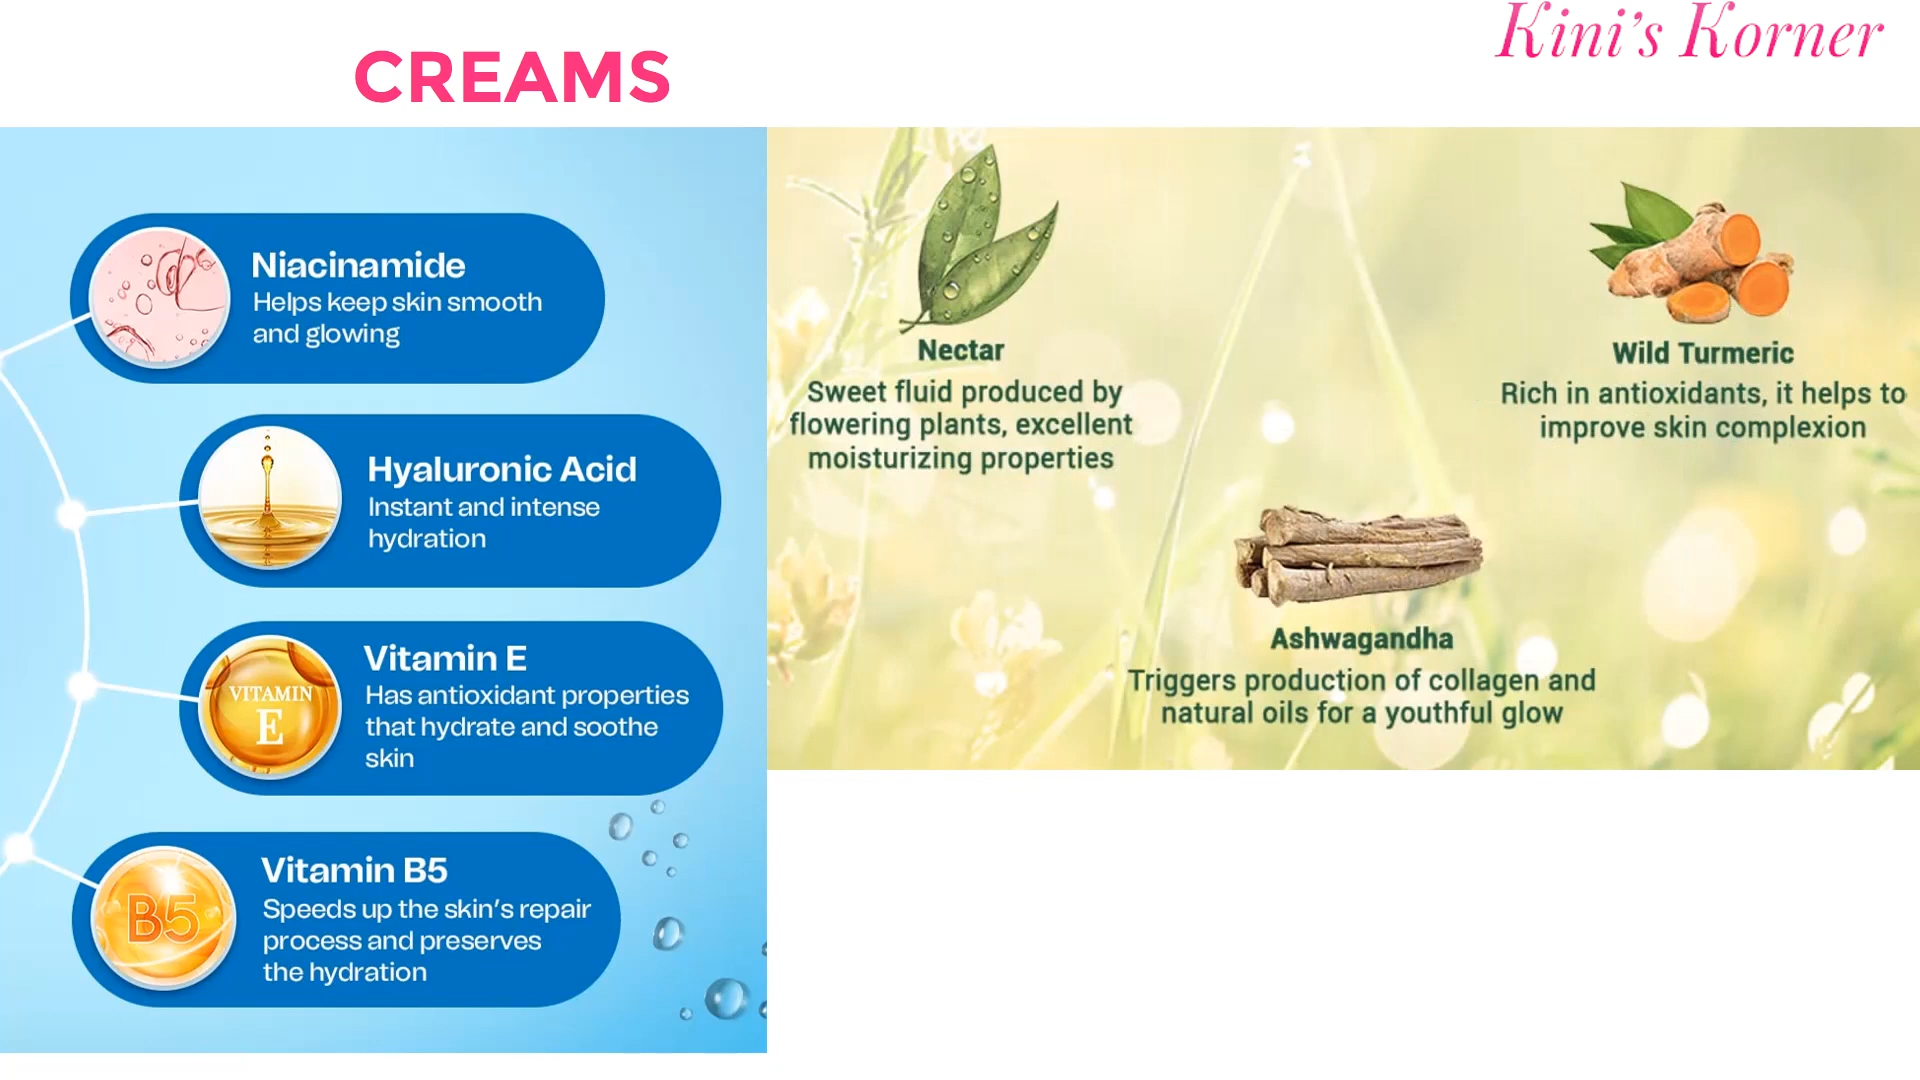 Kini's Korner
CREAMS
Niacinamide
Helps keep skin smooth
and glowing
Hyaluronic Acid
Instant and intense
hydration
VITAMIN
E
Vitamin E
Has antioxidant properties
that hydrate and soothe
skin
B5
Vitamin B5
Speeds up the skin's repair
process and preserves
the hydration
Nectar
Sweet fluid produced by
flowering plants, excellent
moisturizing properties
Wild Turmeric
Rich in antioxidants, it helps to
improve skin complexion
Ashwagandha
Triggers production of collagen and
natural oils for a youthful glow